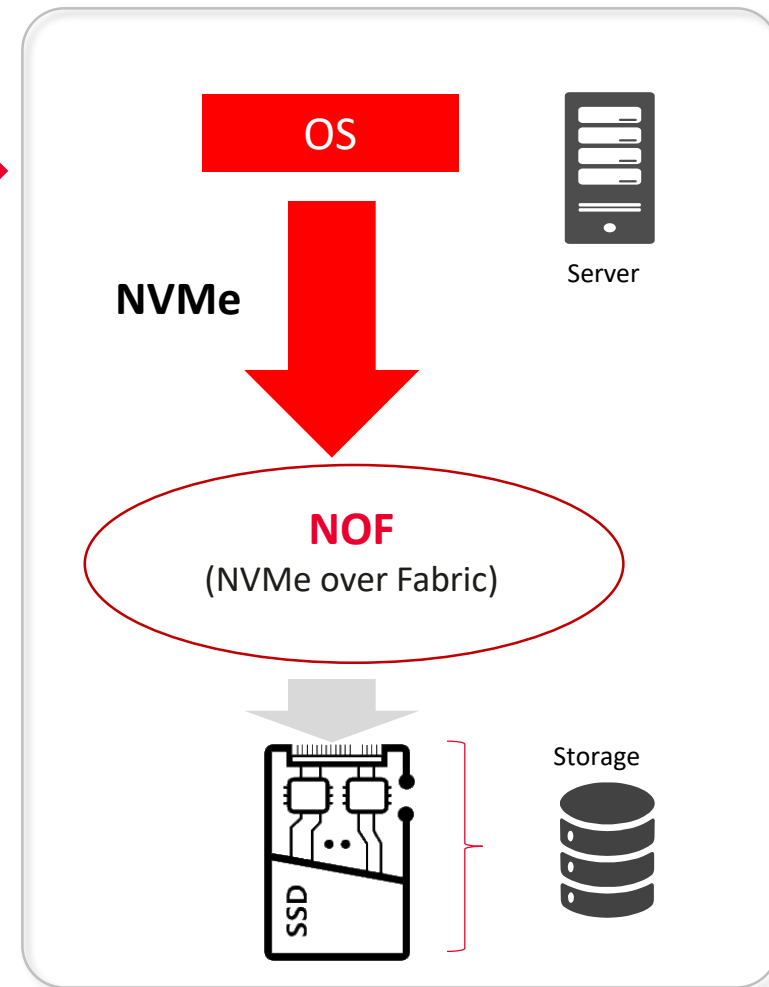 OS
Server
NVMe
NOF
(NVMe over Fabric)
Storage
SSD